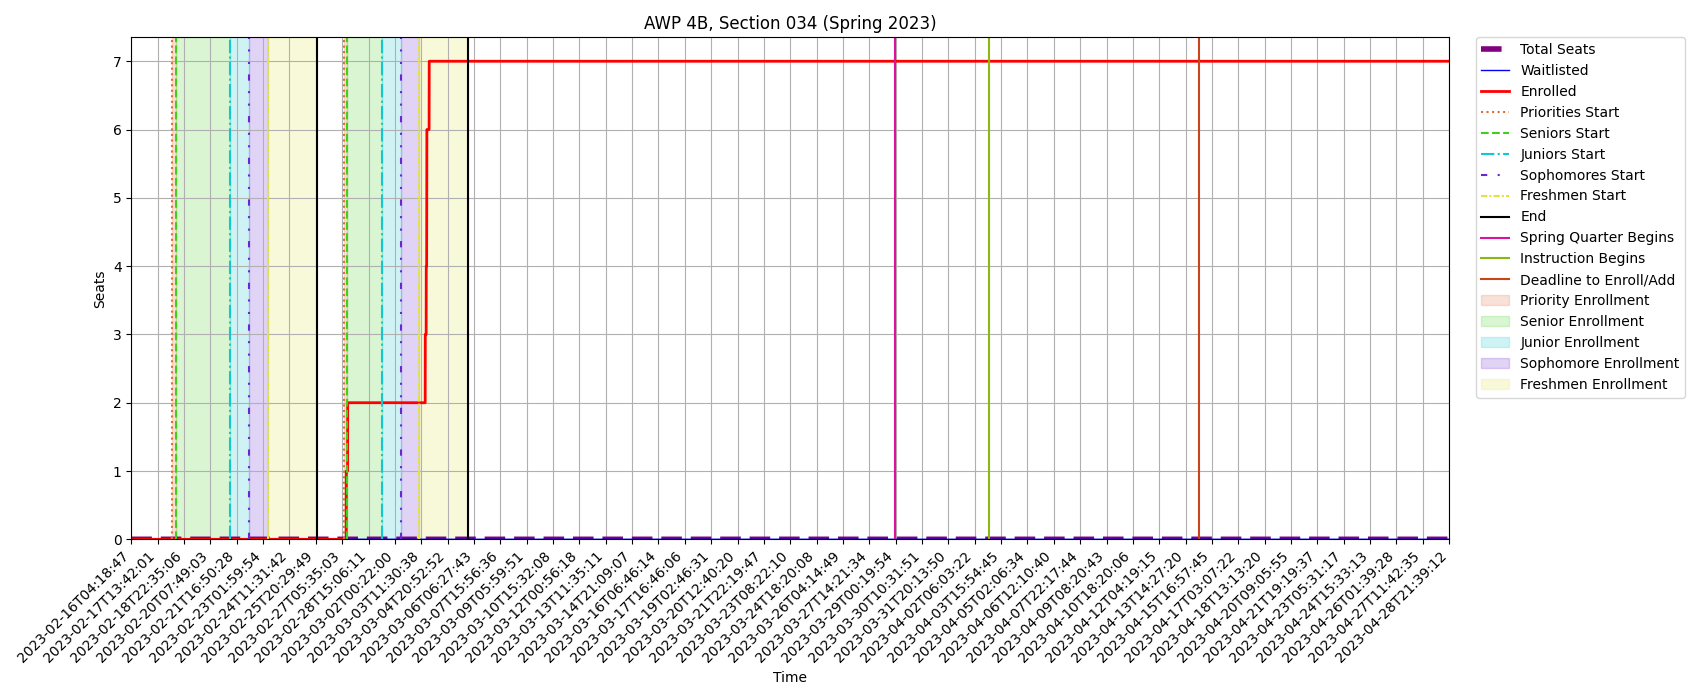 AWP 4B, Section 034 (Spring 2023)
7
6
5
4
3
2
1
0
Seats
2023-02-16T04:18:47
2023-02-17T13:42:01
2023-02-18T22:35:06
2023-02-20T07:49:03
2023-02-21T16:50:28
2023-02-23T01:59:54
2023-02-24T11:31:42
2023-02-25T20:29:49
2023-02-27T05:35:03
2023-02-28T15:06:11
2023-03-02T00:22:00
2023-03-03T11:30:38
2023-03-04T20:52:52
2023-03-06T06:27:43
2023-03-07T15:56:36
2023-03-09T05:59:51
2023-03-10T15:32:08
2023-03-12T00:56:18
2023-03-13T11:35:11
2023-03-14T21:09:07
2023-03-16T06:46:14
2023-03-17T16:46:06
2023-03-19T02:46:31
2023-03-20T12:40:20
2023-03-21T22:19:47
2023-03-23T08:22:10
2023-03-24T18:20:08
2023-03-26T04:14:49
2023-03-27T14:21:34
2023-03-29T00:19:54
2023-03-30T10:31:51
2023-03-31T20:13:50
2023-04-02T06:03:22
2023-04-03T15:54:45
2023-04-05T02:06:34
2023-04-06T12:10:40
2023-04-07T22:17:44
2023-04-09T08:20:43
2023-04-10T18:20:06
2023-04-12T04:19:15
2023-04-13T14:27:20
2023-04-15T16:57:45
2023-04-17T03:07:22
2023-04-18T13:13:20
2023-04-20T09:05:55
2023-04-21T19:19:37
2023-04-23T05:31:17
2023-04-24T15:33:13
2023-04-26T01:39:28
2023-04-27T11:42:35
2023-04-28T21:39:12
Time
Total Seats
Waitlisted
Enrolled
Priorities Start
Seniors Start
Juniors Start
Sophomores Start
Freshmen Start
End
Spring Quarter Begins
Instruction Begins
Deadline to Enroll/Add
Priority Enrollment
Senior Enrollment
Junior Enrollment
Sophomore Enrollment
Freshmen Enrollment